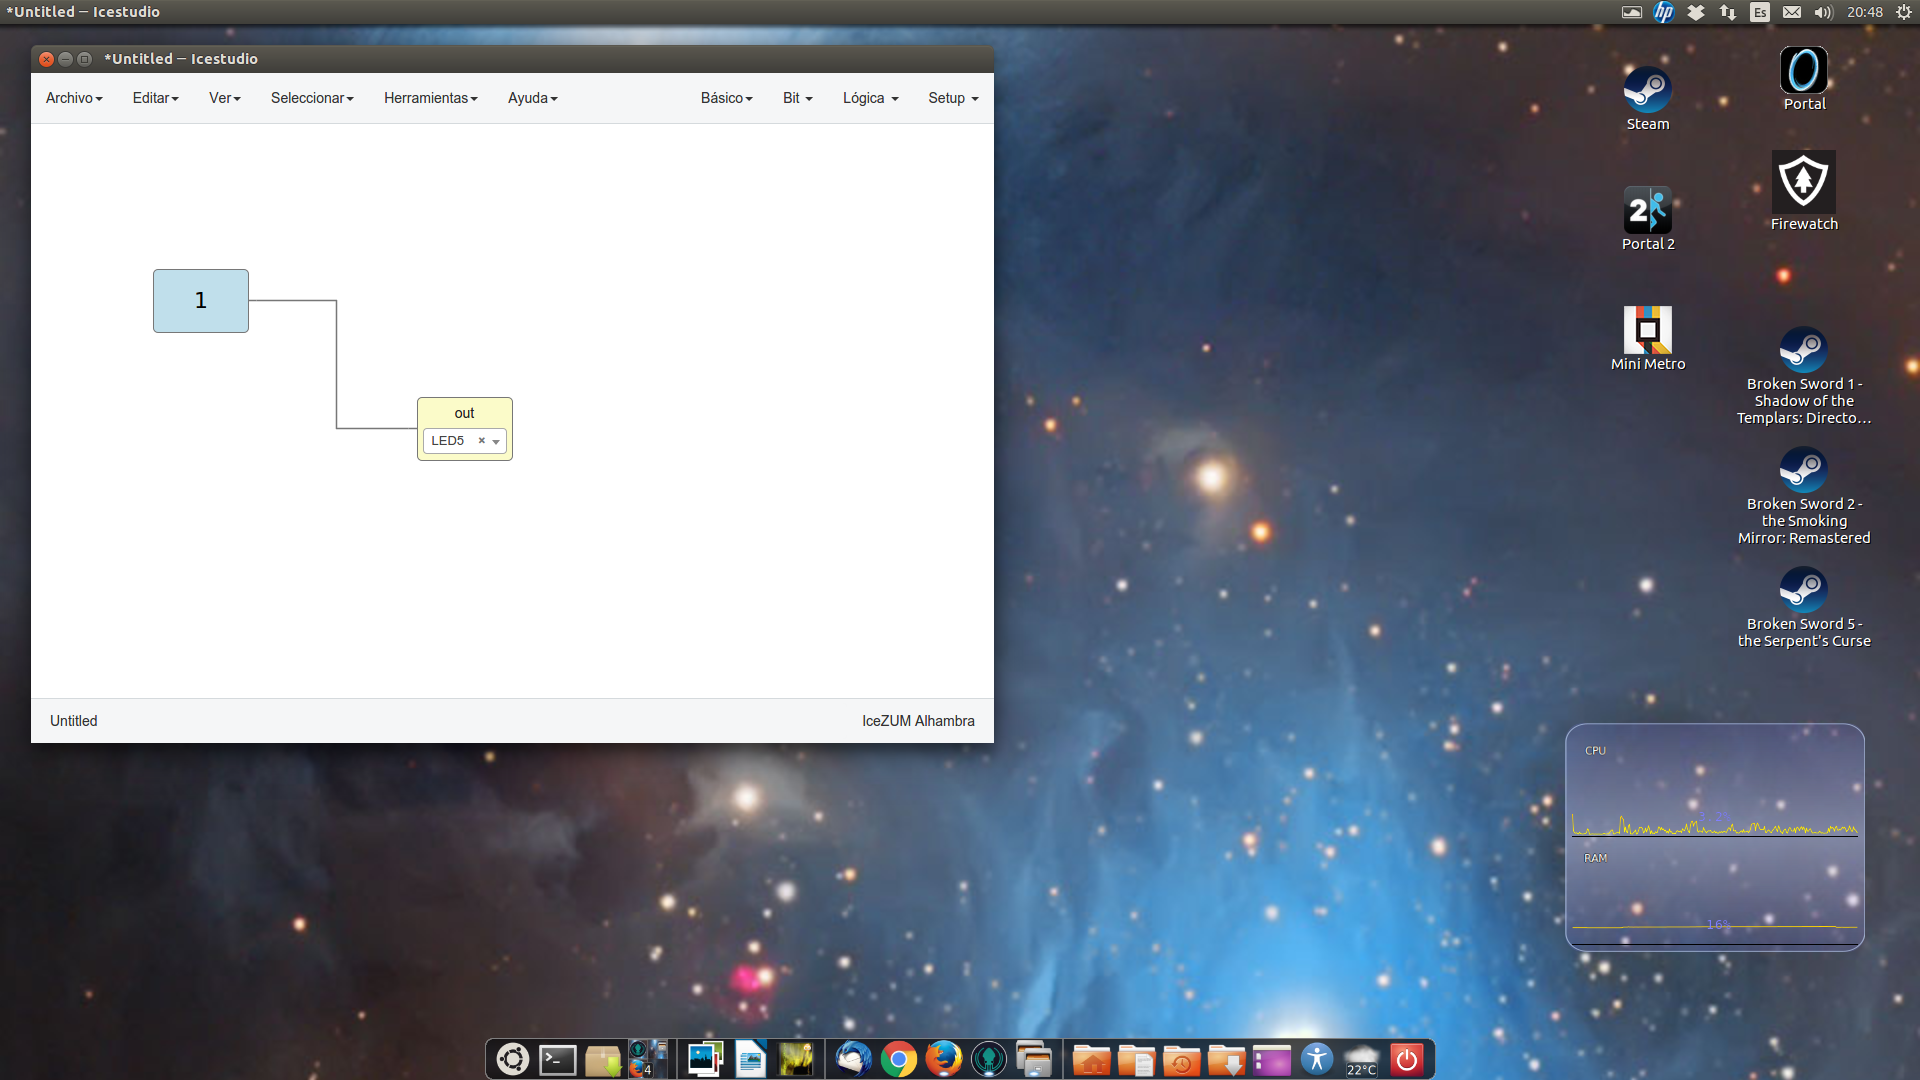 *Untitled — Icestudio
Es
20:48
*Untitled — Icestudio
Archivo Editar Ver Seleccionar Herramientas Ayuda Básico Bit Lógica Setup
1
out
LED5
Untitled
IceZUM Alhambra
Steam
Portal
2
Portal 2
Firewatch
Mini Metro
Broken Sword 1 -
Shadow of the
Templars: Directo...
Broken Sword 2 -
the Smoking
Mirror: Remastered
Broken Sword 5 -
the Serpent's Curse
CPU
RAM
16%
4
22°C